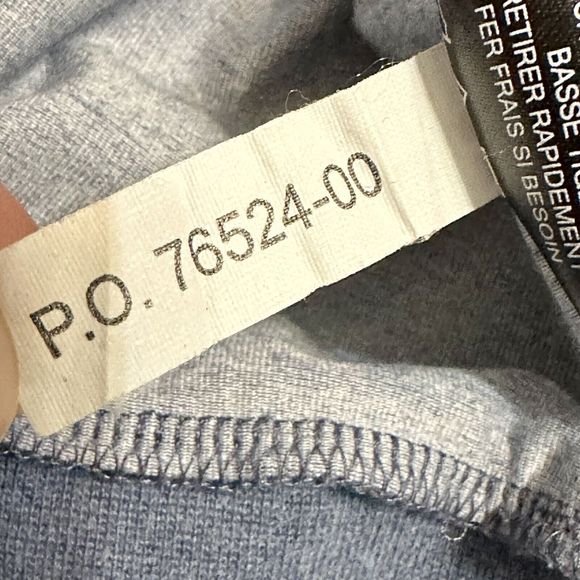 P.O. 76524-00
BASSE
RETIRER RAPIDEMENT
FER FRAIS SI BESOIN